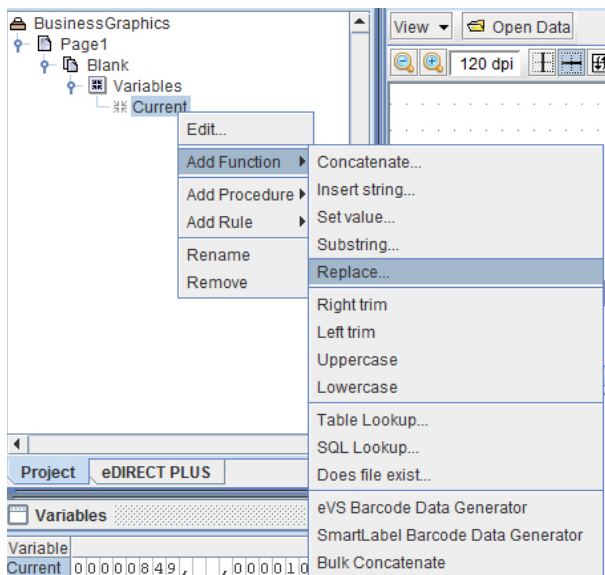 BusinessGraphics
Page1
Blank
Variables
Current
View
Open Data
120 dpi
Edit...
Add Function
Add Procedure
Add Rule
Rename
Remove
Concatenate...
Insert string...
Set value...
Substring...
Replace...
Right trim
Left trim
Uppercase
Lowercase
Table Lookup...
SQL Lookup...
Does file exist...
eVS Barcode Data Generator
SmartLabel Barcode Data Generator
Bulk Concatenate
Project eDIRECT PLUS
Variables
Variable
Current 00000849, ,000010